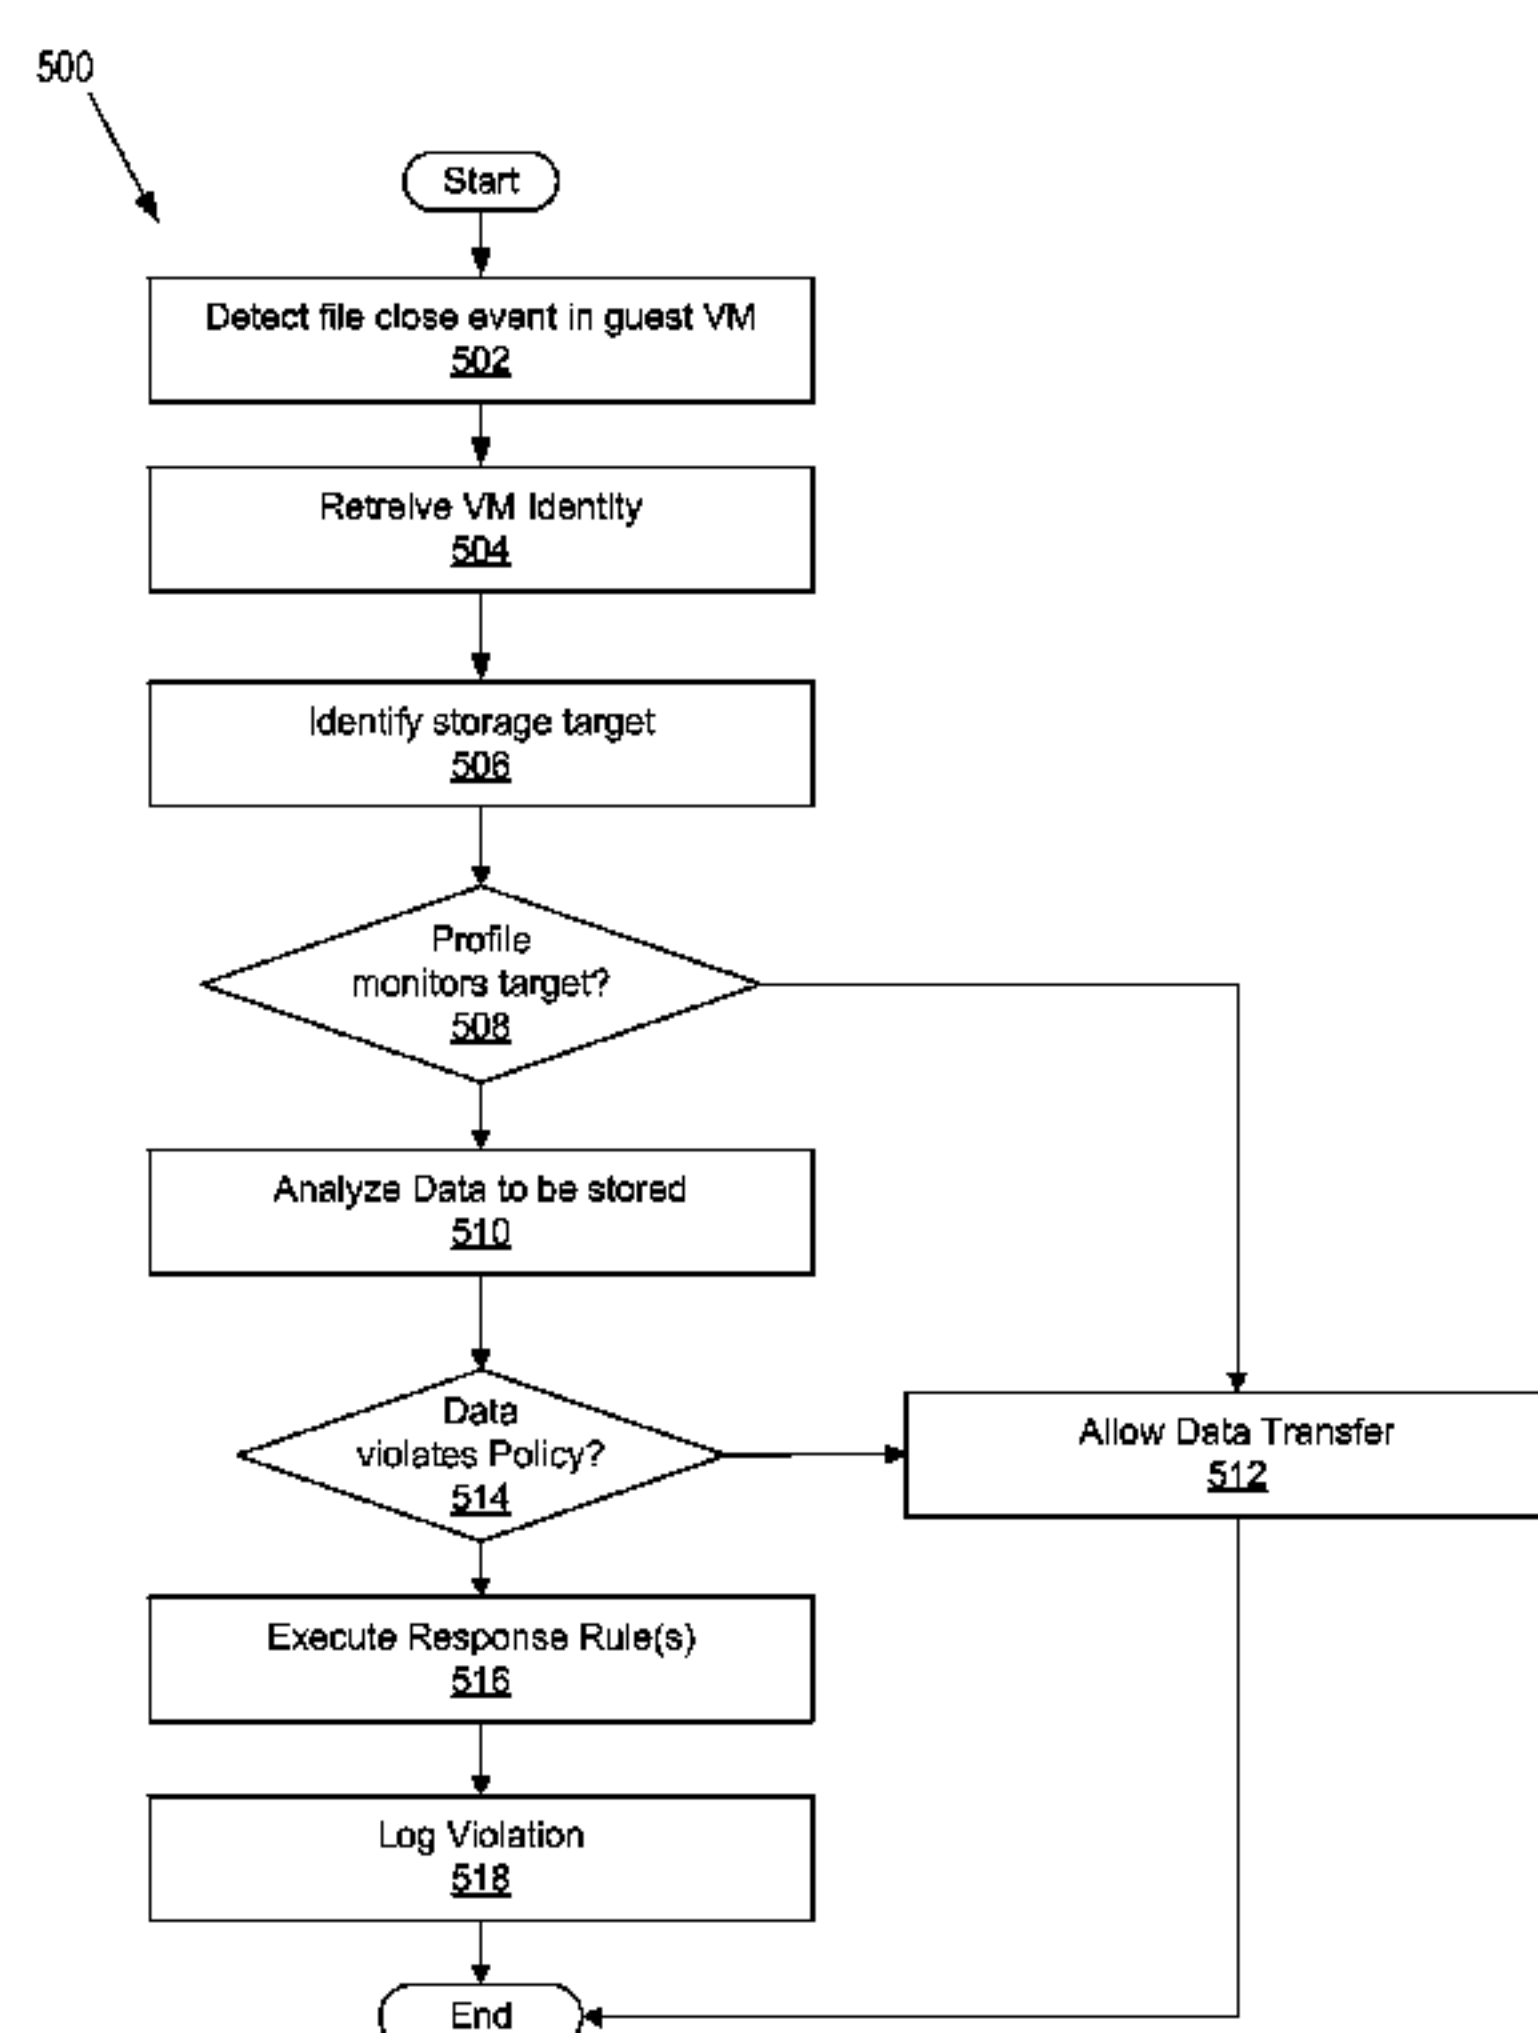 500
Start
Detect file close event in guest VM
502
Retreive VM Identity
504
Identify storage target
506
Profile
monitors target?
508
Analyze Data to be stored
510
Data
violates Policy?
514
Allow Data Transfer
512
Execute Response Rule(s)
516
Log Violation
518
End